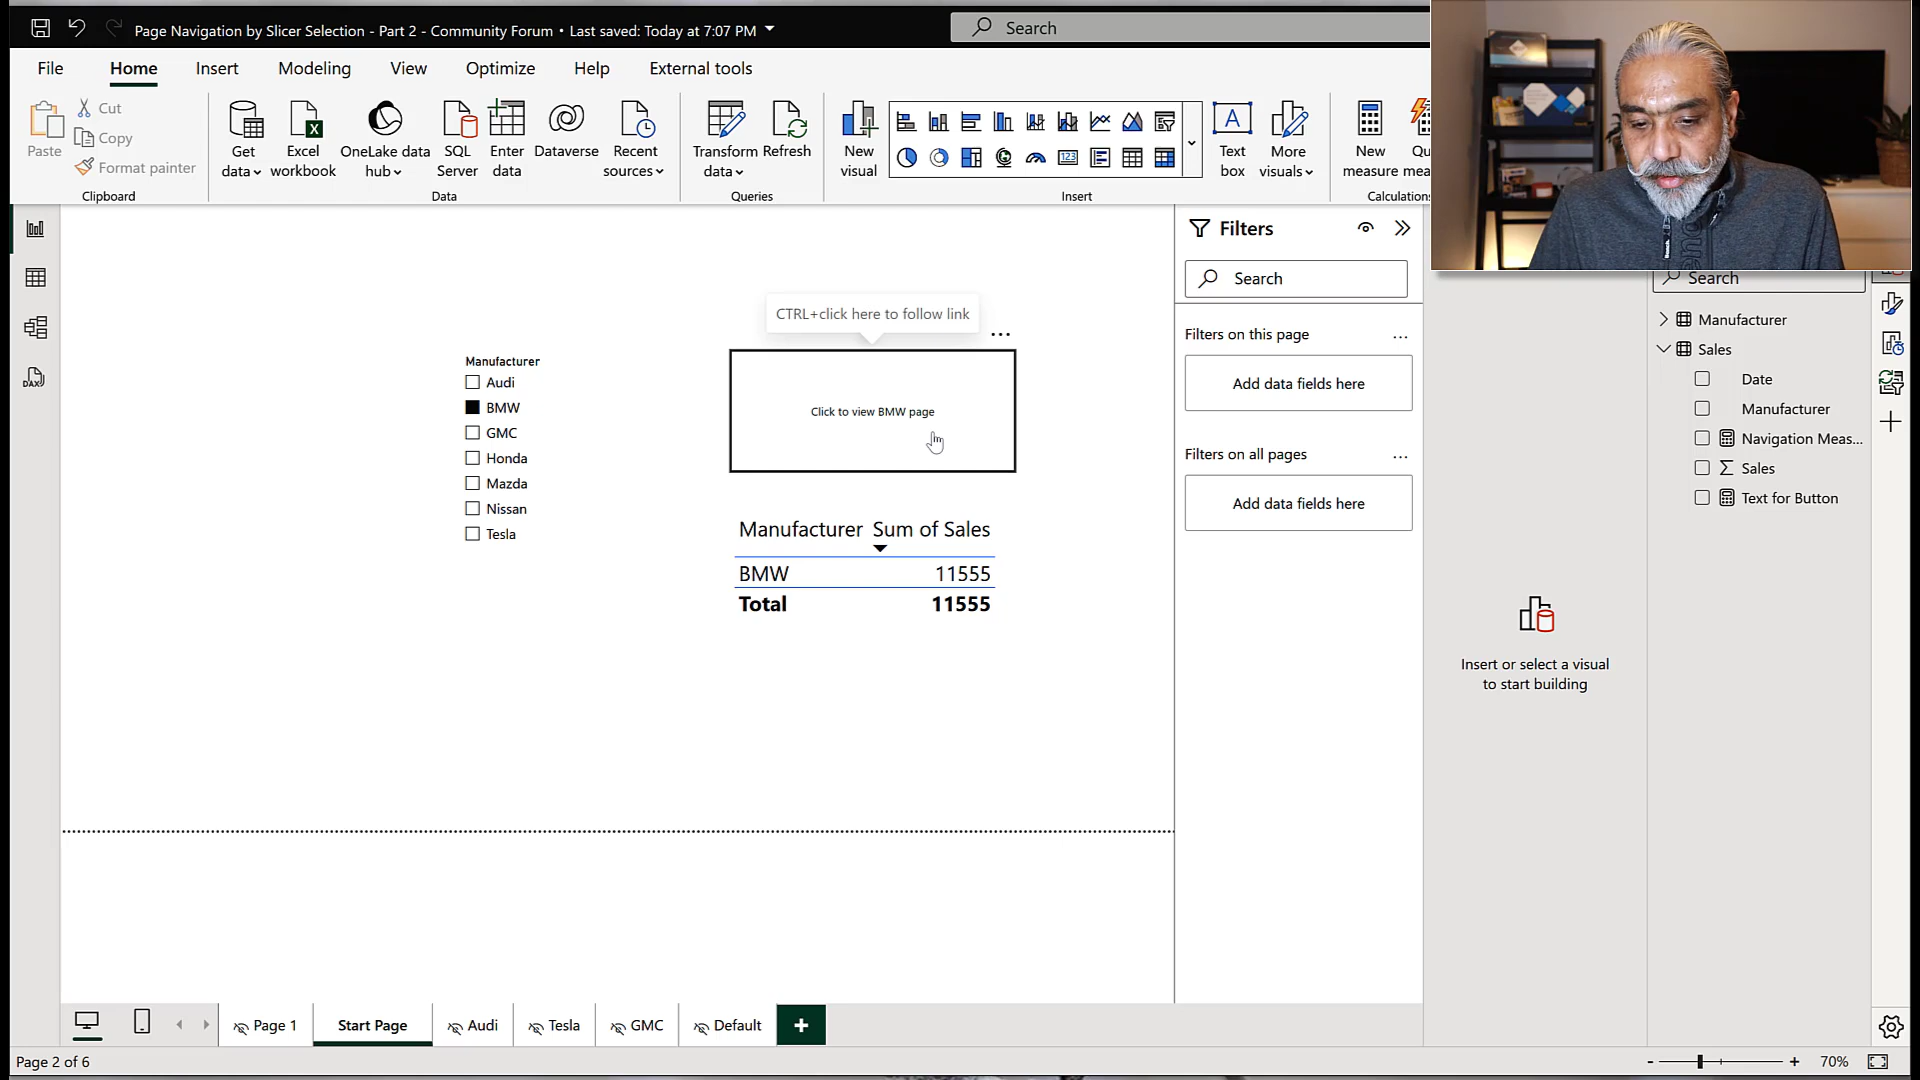 Page Navigation by Slicer Selection - Part 2 - Community Forum • Last saved: Today at 7:07 PM
Search
File Home Insert Modeling View Optimize Help External tools
Paste
Cut
Copy
Format painter
Clipboard
Get data
Excel workbook
OneLake data hub
SQL Server
Enter data
Dataverse
Recent sources
Data
Transform data
Refresh
Queries
New visual
123
Insert
A
Text box
More visuals
New measure
Qu
mea
Calculations
DAX
Manufacturer
Audi
BMW
GMC
Honda
Mazda
Nissan
Tesla
CTRL+click here to follow link
...
Click to view BMW page
Manufacturer Sum of Sales
BMW 11555
Total 11555
Filters
Search
Filters on this page ...
Add data fields here
Filters on all pages ...
Add data fields here
Insert or select a visual
to start building
Search
Manufacturer
Sales
Date
Manufacturer
Navigation Meas...
Sales
Text for Button
Page 1 Start Page Audi Tesla GMC Default +
Page 2 of 6
- + 70%